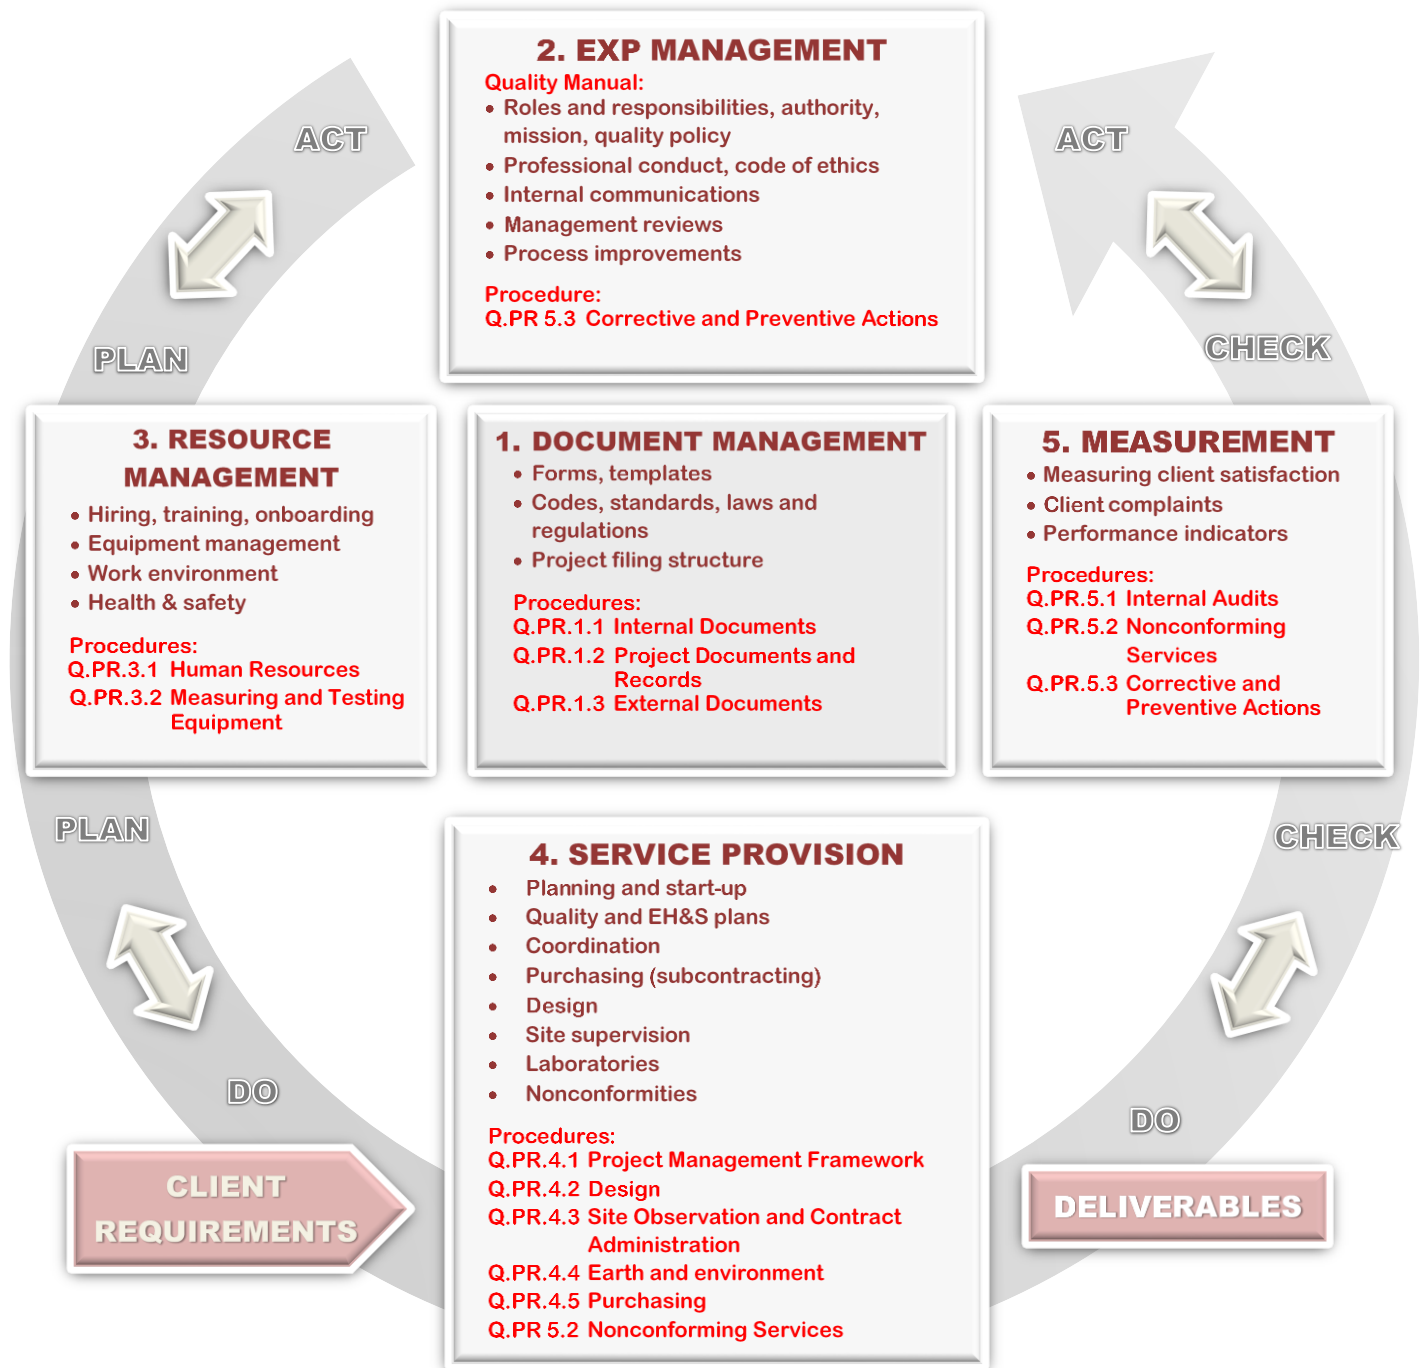 2. EXP MANAGEMENT
Quality Manual:
• Roles and responsibilities, authority,
mission, quality policy
• Professional conduct, code of ethics
• Internal communications
• Management reviews
• Process improvements
Procedure:
Q.PR 5.3 Corrective and Preventive Actions
ACT
ACT
PLAN
CHECK
3. RESOURCE
MANAGEMENT
• Hiring, training, onboarding
• Equipment management
• Work environment
• Health & safety
Procedures:
Q.PR.3.1 Human Resources
Q.PR.3.2 Measuring and Testing
Equipment
1. DOCUMENT MANAGEMENT
• Forms, templates
• Codes, standards, laws and
regulations
• Project filing structure
Procedures:
Q.PR.1.1 Internal Documents
Q.PR.1.2 Project Documents and
Records
Q.PR.1.3 External Documents
5. MEASUREMENT
• Measuring client satisfaction
• Client complaints
• Performance indicators
Procedures:
Q.PR.5.1 Internal Audits
Q.PR.5.2 Nonconforming
Services
Q.PR.5.3 Corrective and
Preventive Actions
PLAN
CHECK
4. SERVICE PROVISION
• Planning and start-up
• Quality and EH&S plans
• Coordination
• Purchasing (subcontracting)
• Design
• Site supervision
• Laboratories
• Nonconformities
Procedures:
Q.PR.4.1 Project Management Framework
Q.PR.4.2 Design
Q.PR.4.3 Site Observation and Contract
Administration
Q.PR.4.4 Earth and environment
Q.PR.4.5 Purchasing
Q.PR 5.2 Nonconforming Services
DO
DO
CLIENT
REQUIREMENTS
DELIVERABLES